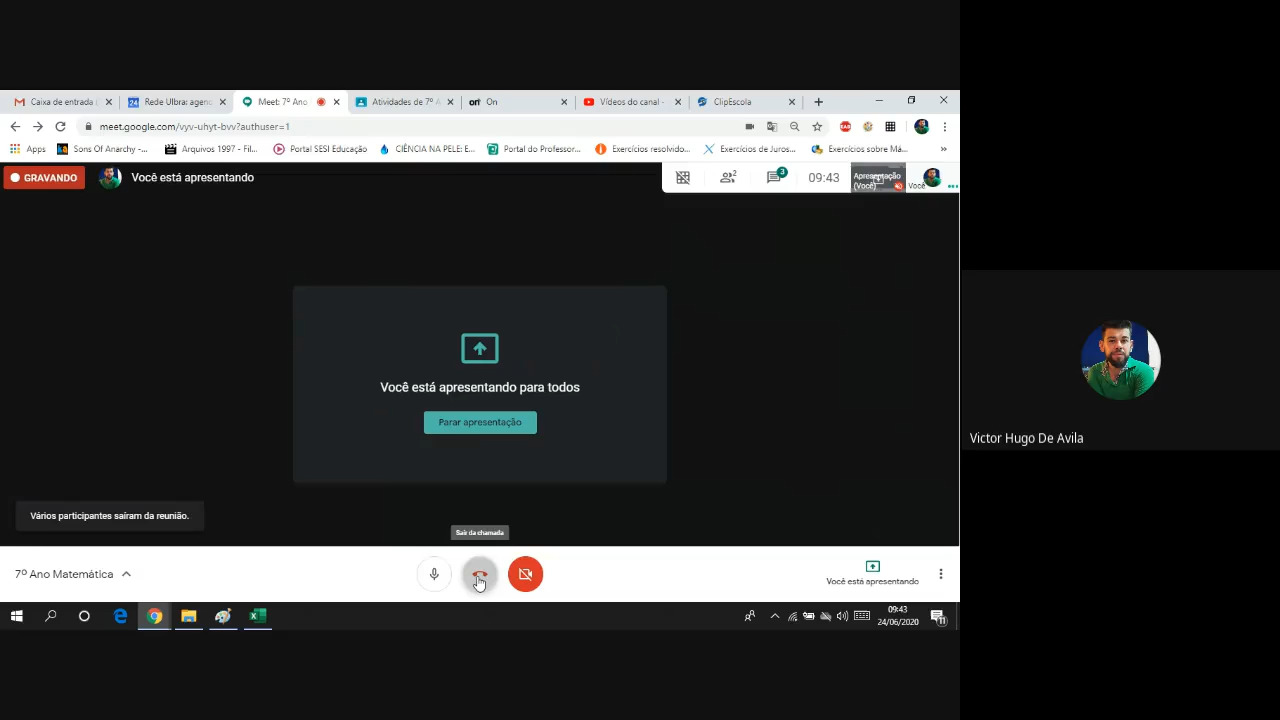 Caixa de entrada
Rede Ulbra: agend
Meet: 7º Ano
Atividades de 7º A
on
On
Vídeos do canal -
ClipEscola
meet.google.com/vyv-uhyt-bvv?authuser=1
Apps
Sons Of Anarchy -...
Arquivos 1997 - Fil...
Portal SESI Educação
CIÊNCIA NA PELE: E...
Portal do Professor...
Exercícios resolvido...
Exercícios de Juros...
Exercícios sobre Má...
GRAVANDO
Você está apresentando
2
3
09:43
Apresentação
(Você)
Você
Você está apresentando para todos
Parar apresentação
Vários participantes saíram da reunião.
Sair da chamada
7º Ano Matemática
Você está apresentando
Victor Hugo De Avila
09:43
24/06/2020